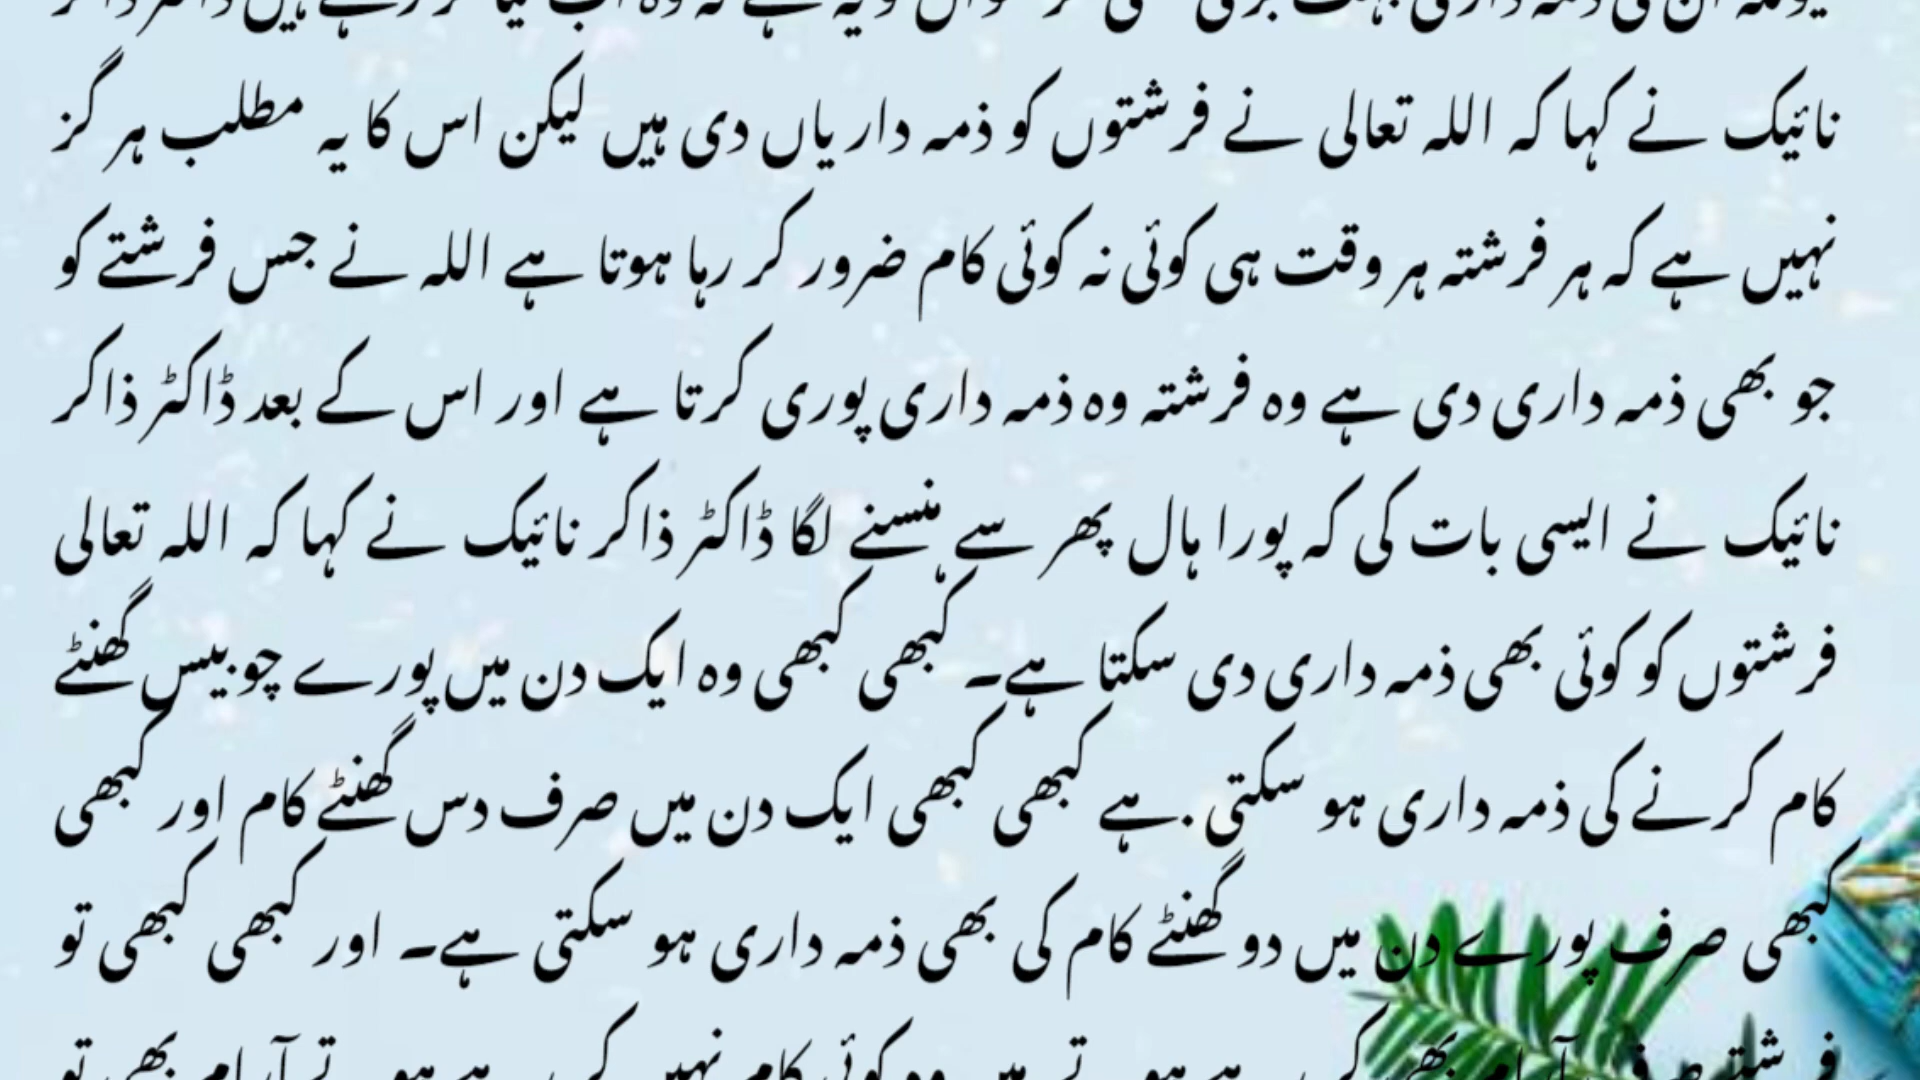 نائیک نے کہا کہ اللہ تعالی نے فرشتوں کو ذمہ داریاں دی ہیں لیکن اس کا یہ مطلب ہر گز
نہیں ہے کہ ہر فرشتہ ہر وقت ہی کوئی نہ کوئی کام ضرور کر رہا ہوتا ہے اللہ نے جس فرشتے کو
جو بھی ذمہ داری دی ہے وہ فرشتہ وہ ذمہ داری پوری کرتا ہے اور اس کے بعد ڈاکٹر ذاکر
نائیک نے ایسی بات کی کہ پورا ہال پھر سے ہنسنے لگا ڈاکٹر ذاکر نائیک نے کہا کہ اللہ تعالی
فرشتوں کو کوئی بھی ذمہ داری دی سکتا ہے۔ کبھی کبھی وہ ایک دن میں پورے چوبیس گھنٹے
کام کرنے کی ذمہ داری ہو سکتی .ہے کبھی کبھی ایک دن میں صرف دس گھنٹے کام اور کبھی
کبھی صرف پورے دن میں دو گھنٹے کام کی بھی ذمہ داری ہو سکتی ہے۔ اور کبھی کبھی تو